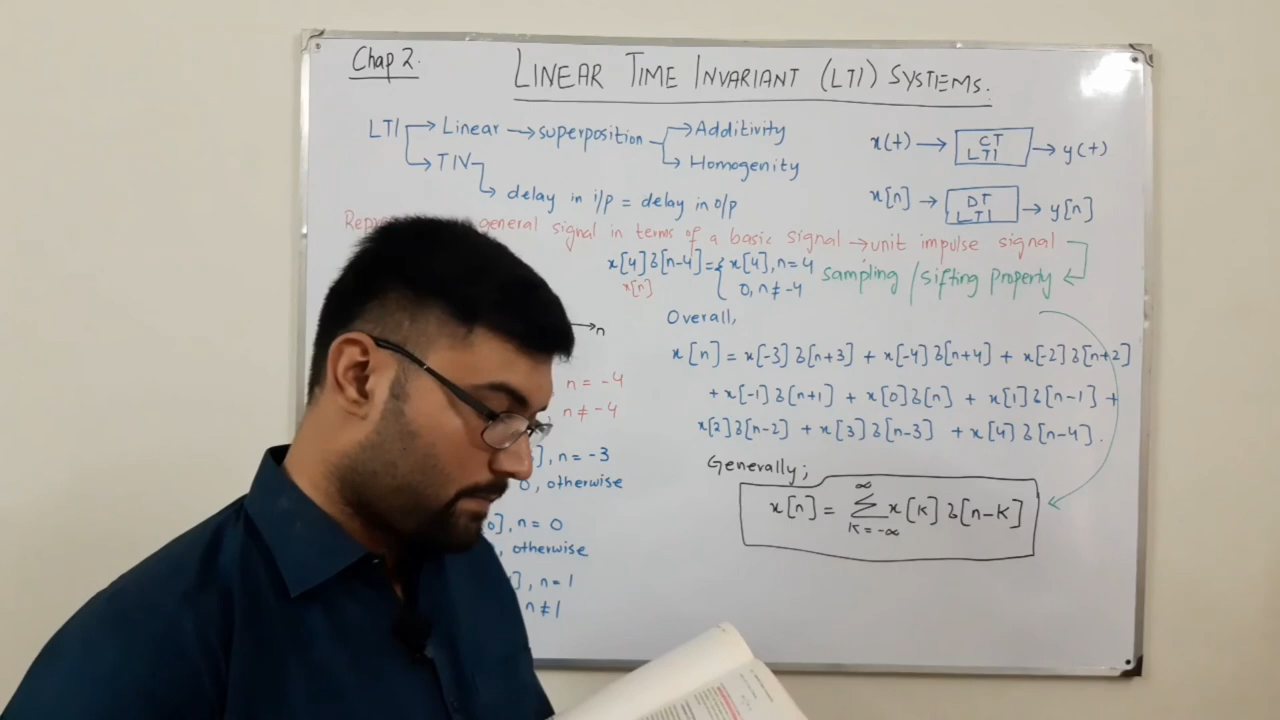 Chap 2.
LINEAR TIME INVARIANT (LTI) SYSTEMS.
LTI → Linear → superposition → Additivity
→ Homogenity
→ TIV
→ delay in i/p = delay in o/p
x(t) → CT LTI → y(t)
x[n] → DT LTI → y[n]
general signal in terms of a basic signal → unit impulse signal
x[4] δ[n-4] = { x[4], n = 4
x[n] 0, n ≠ -4
sampling / sifting property
n
Overall,
x[n] = x[-3] δ[n+3] + x[-4] δ[n+4] + x[-2] δ[n+2]
+ x[-1] δ[n+1] + x[0] δ[n] + x[1] δ[n-1] +
x[2] δ[n-2] + x[3] δ[n-3] + x[4] δ[n-4].
n = -4
n ≠ -4
], n = -3
0, otherwise
0], n = 0
, otherwise
], n = 1
n ≠ 1
Generally;
x[n] = ∞ Σ k = -∞ x[k] δ[n-k]